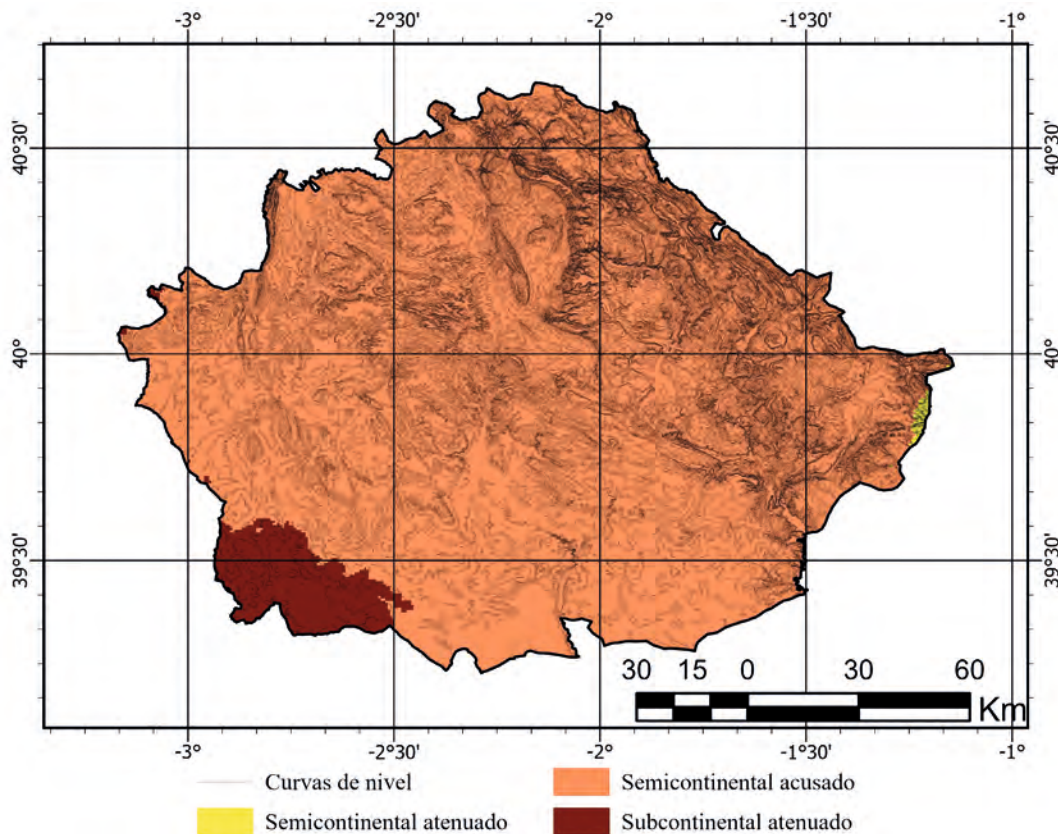 -3° -2°30' -2° -1°30' -1°
40°30' 40°30'
40° 40°
39°30' 39°30'
30 15 0 30 60
Km
-3° -2°30' -2° -1°30' -1°
Curvas de nivel Semicontinental acusado
Semicontinental atenuado Subcontinental atenuado